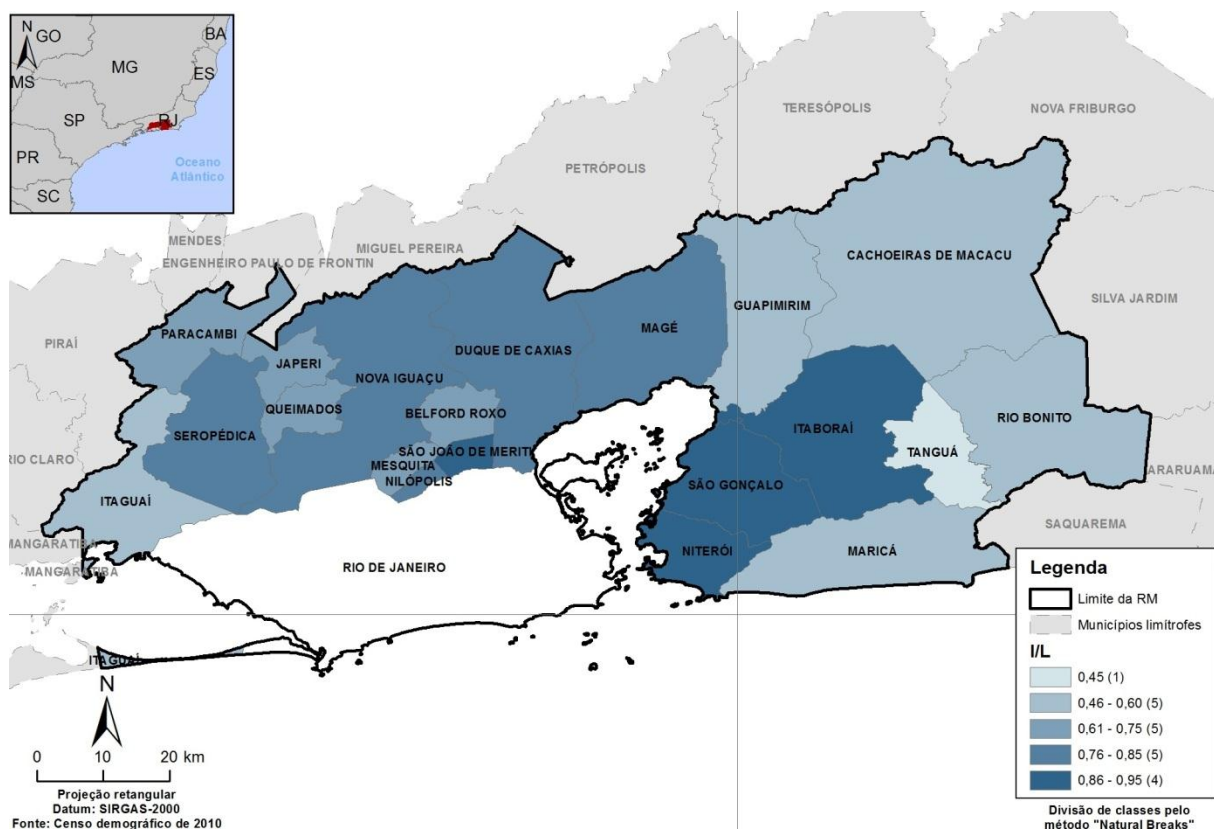 N
GO
BA
MG
MS
ES
SP
RJ
PR
Oceano
Atlântico
SC
TERESÓPOLIS
NOVA FRIBURGO
PETRÓPOLIS
MENDES
MIGUEL PEREIRA
ENGENHEIRO PAULO DE FRONTIN
CACHOEIRAS DE MACACU
SILVA JARDIM
GUAPIMIRIM
PARACAMBI
MAGÉ
PIRAÍ
DUQUE DE CAXIAS
JAPERI
NOVA IGUAÇU
QUEIMADOS
BELFORD ROXO
RIO BONITO
ITABORAÍ
SEROPÉDICA
SÃO JOÃO DE MERITI
TANGUÁ
RIO CLARO
MESQUITA
ARARUAMA
NILÓPOLIS
SÃO GONÇALO
ITAGUAÍ
SAQUAREMA
MANGARATIBA
NITERÓI
MARICÁ
RIO DE JANEIRO
MANGARATIBA
ITAGUAÍ
N
0 10 20 km
Projeção retangular
Datum: SIRGAS-2000
Fonte: Censo demográfico de 2010
Legenda
Limite da RM
Municípios limítrofes
I/L
0,45 (1)
0,46 - 0,60 (5)
0,61 - 0,75 (5)
0,76 - 0,85 (5)
0,86 - 0,95 (4)
Divisão de classes pelo
método "Natural Breaks"